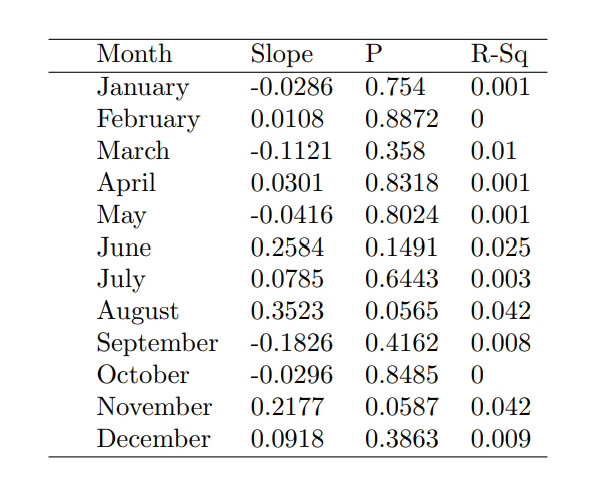 Month Slope P R-Sq
January -0.0286 0.754 0.001
February 0.0108 0.8872 0
March -0.1121 0.358 0.01
April 0.0301 0.8318 0.001
May -0.0416 0.8024 0.001
June 0.2584 0.1491 0.025
July 0.0785 0.6443 0.003
August 0.3523 0.0565 0.042
September -0.1826 0.4162 0.008
October -0.0296 0.8485 0
November 0.2177 0.0587 0.042
December 0.0918 0.3863 0.009